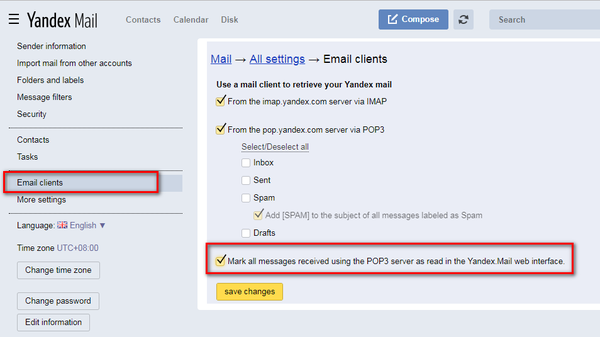 Yandex Mail
Contacts Calendar Disk
Compose
Search
Sender information
Import mail from other accounts
Folders and labels
Message filters
Security
Contacts
Tasks
Email clients
More settings
Language: English ▼
Time zone UTC+08:00
Change time zone
Change password
Edit information
Mail → All settings → Email clients
Use a mail client to retrieve your Yandex mail
From the imap.yandex.com server via IMAP
From the pop.yandex.com server via POP3
Select/Deselect all
Inbox
Sent
Spam
Add [SPAM] to the subject of all messages labeled as Spam
Drafts
Mark all messages received using the POP3 server as read in the Yandex.Mail web interface.
save changes